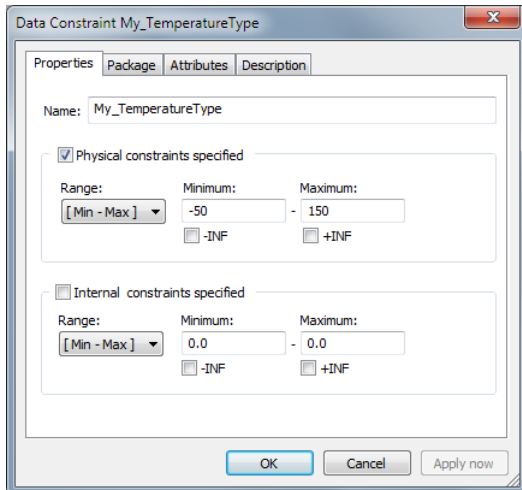 Data Constraint My_TemperatureType
Properties Package Attributes Description
Name: My_TemperatureType
Physical constraints specified
Range: Minimum: Maximum:
[ Min - Max ] -50 - 150
-INF +INF
Internal constraints specified
Range: Minimum: Maximum:
[ Min - Max ] 0.0 - 0.0
-INF +INF
OK Cancel Apply now